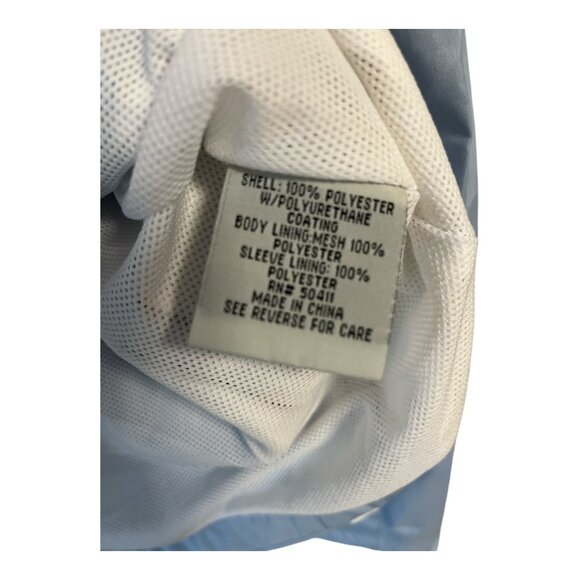 SHELL: 100% POLYESTER
W/POLYURETHANE
COATING
BODY LINING:MESH 100%
POLYESTER
SLEEVE LINING: 100%
POLYESTER
RN# 50411
MADE IN CHINA
SEE REVERSE FOR CARE